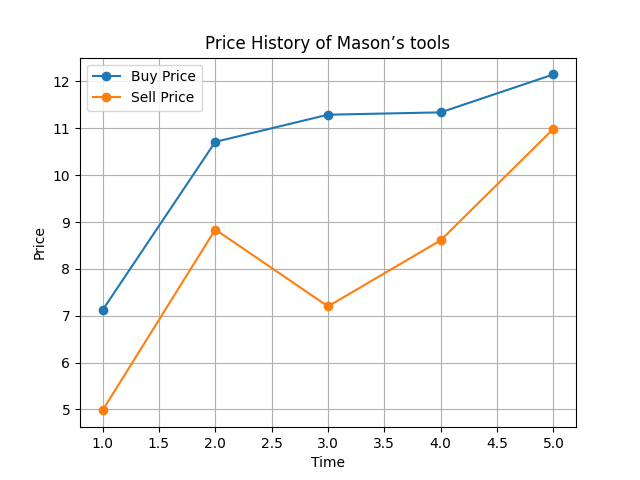 Price History of Mason’s tools
Buy Price
Sell Price
12
11
10
9
8
7
6
5
Price
1.0 1.5 2.0 2.5 3.0 3.5 4.0 4.5 5.0
Time